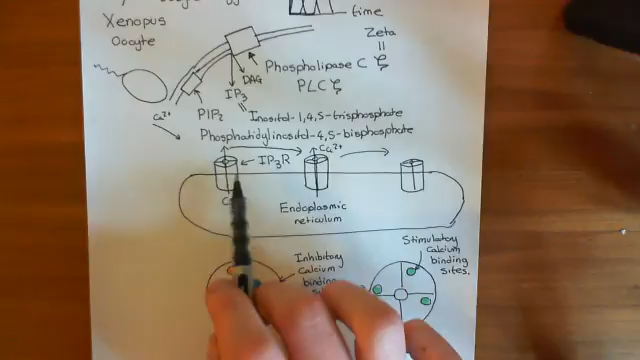 time
Xenopus
Oocyte
Zeta
=
Phospholipase C ζ
PLC ζ
DAG
IP3
=
Inositol-1,4,5-trisphosphate
PIP2
Ca2+
Phosphatidylinositol-4,5-bisphosphate
Ca2+
IP3R
Endoplasmic
reticulum
Inhibitory
Calcium
binding
Stimulatory
Calcium
binding
sites.